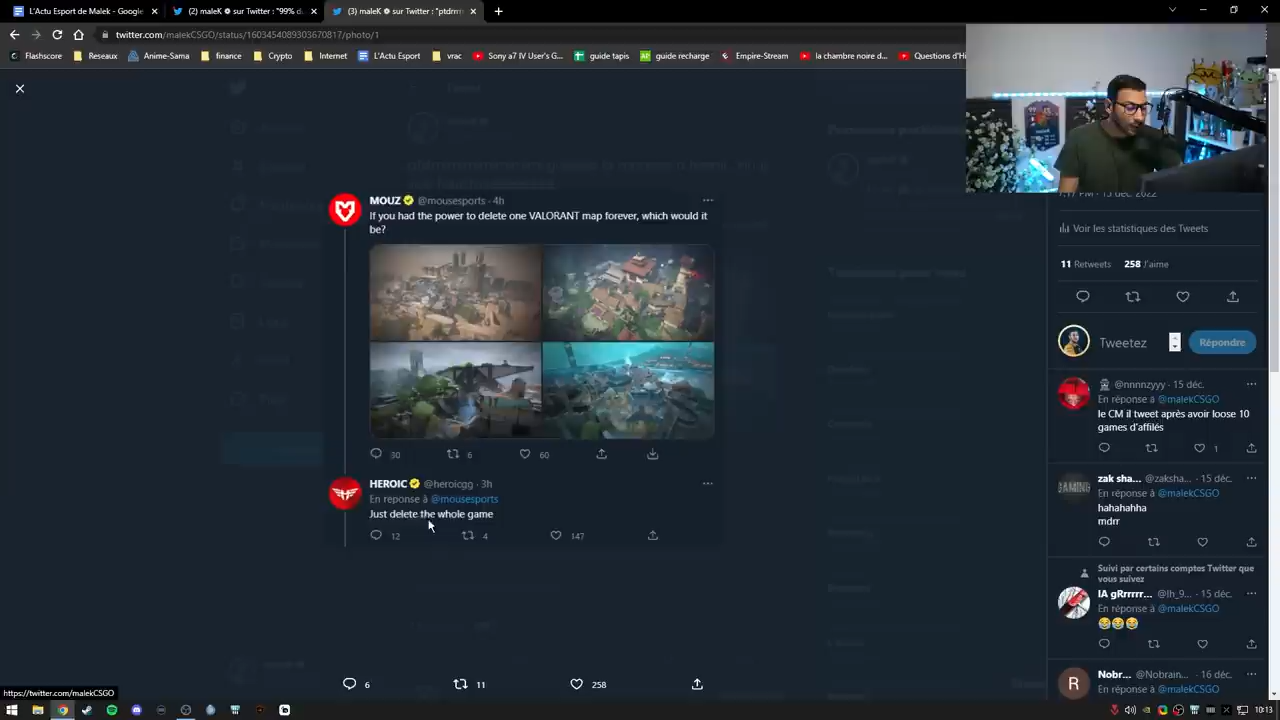 L'Actu Esport de Malek - Google
(2) maleK sur Twitter : "99% d
(3) maleK sur Twitter : "ptdrrr
twitter.com/malekCSGO/status/1603454089303670817/photo/1
Flashscore
Reseaux
Anime-Sama
finance
Crypto
Internet
L'Actu Esport
vrac
Sony a7 IV User's G...
guide tapis
guide recharge
Empire-Stream
la chambre noire d...
Questions d'H
MOUZ @mousesports · 4h
If you had the power to delete one VALORANT map forever, which would it
be?
30 6 60
HEROIC @heroicgg · 3h
En réponse à @mousesports
Just delete the whole game
12 4 147
6 11 258
7:17 PM · 15 déc. 2022
Voir les statistiques des Tweets
11 Retweets 258 J'aime
Tweetez
Répondre
@nnnnzyyy · 15 déc.
En réponse à @malekCSGO
le CM il tweet après avoir loose 10
games d'affilés
1
zak sha... @zaksha... · 15 déc.
En réponse à @malekCSGO
hahahahha
mdrr
Suivi par certains comptes Twitter que
vous suivez
IA gRrrrrr... @lh_9... · 15 déc.
En réponse à @malekCSGO
Nobr... @Nobrain... · 16 déc.
En réponse à @malekCSGO
https://twitter.com/malekCSGO
10:13